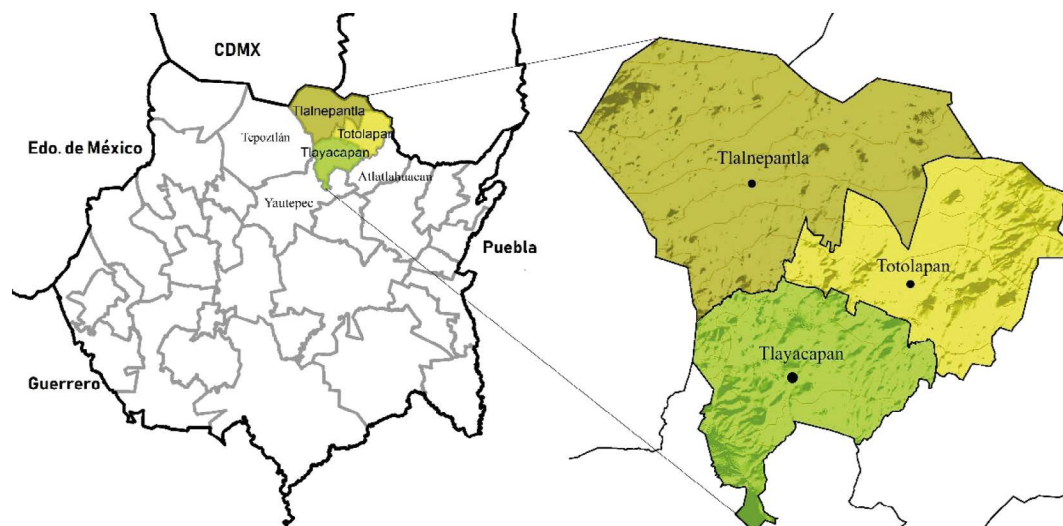 CDMX
Tlalnepantla
Tepoztlán
Totolapan
Edo. de México
Tlayacapan
Atlatlahuacan
Yautepec
Puebla
Guerrero
Tlalnepantla
Totolapan
Tlayacapan